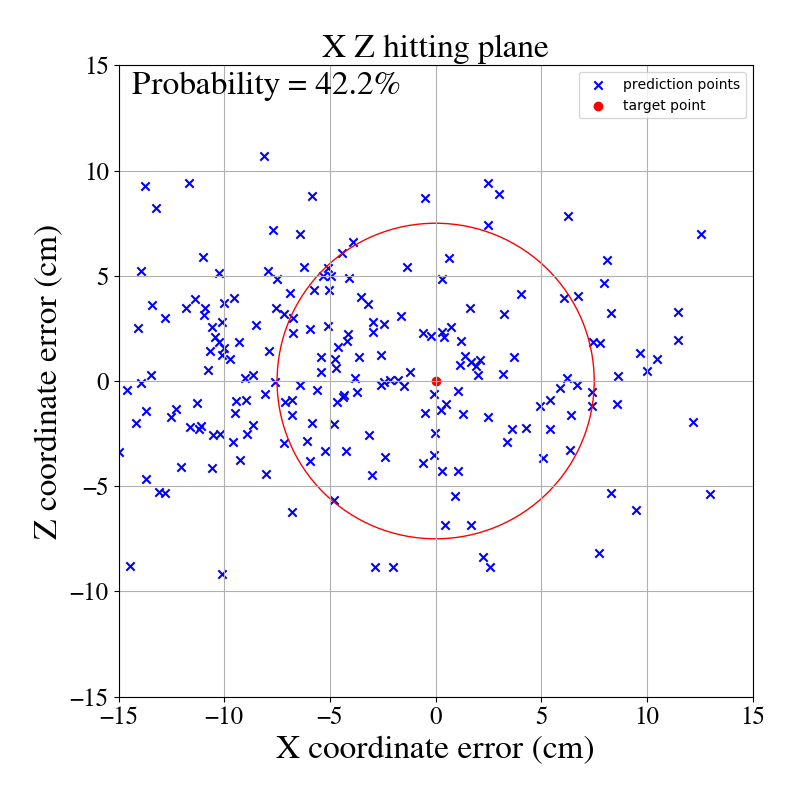 X Z hitting plane
Probability = 42.2%
prediction points
target point
15
10
5
0
−5
−10
−15
Z coordinate error (cm)
−15 −10 −5 0 5 10 15
X coordinate error (cm)